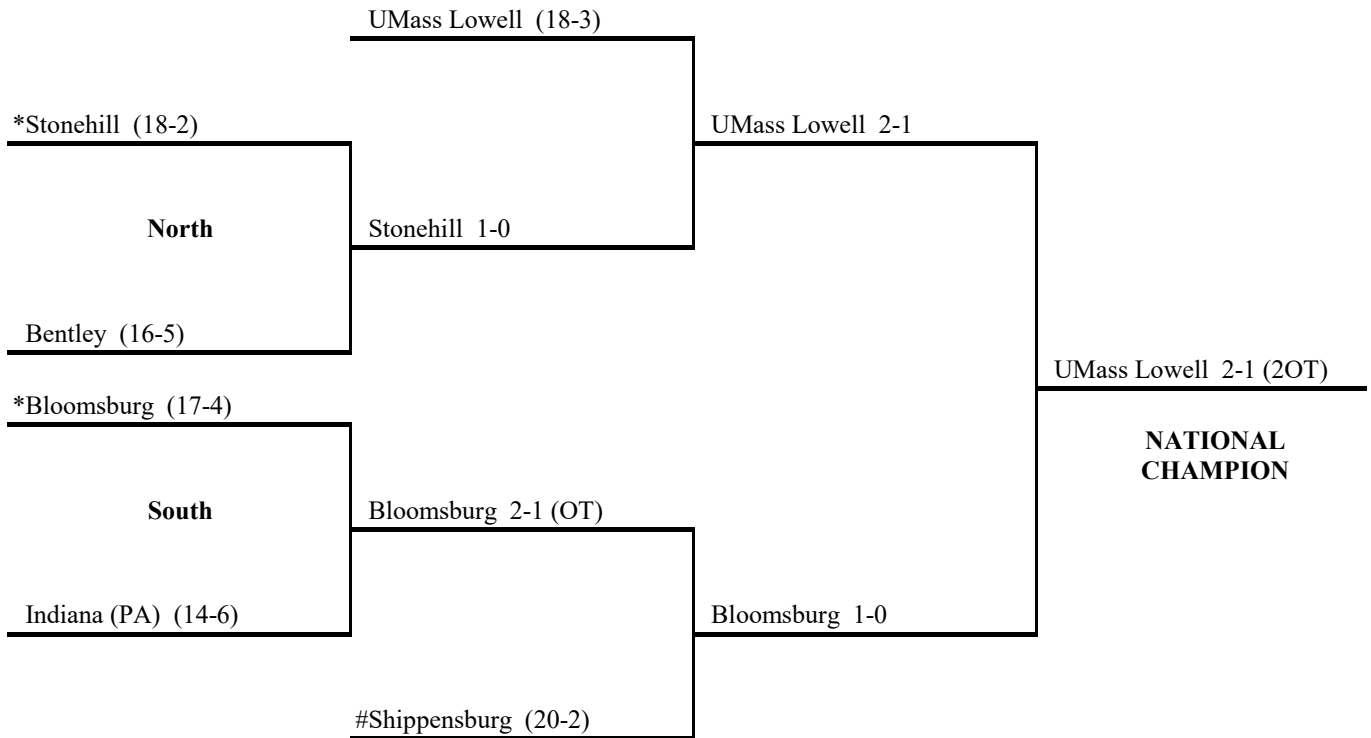 UMass Lowell (18-3)
*Stonehill (18-2)
UMass Lowell 2-1
North
Stonehill 1-0
Bentley (16-5)
UMass Lowell 2-1 (2OT)
*Bloomsburg (17-4)
NATIONAL
CHAMPION
South
Bloomsburg 2-1 (OT)
Indiana (PA) (14-6)
Bloomsburg 1-0
#Shippensburg (20-2)